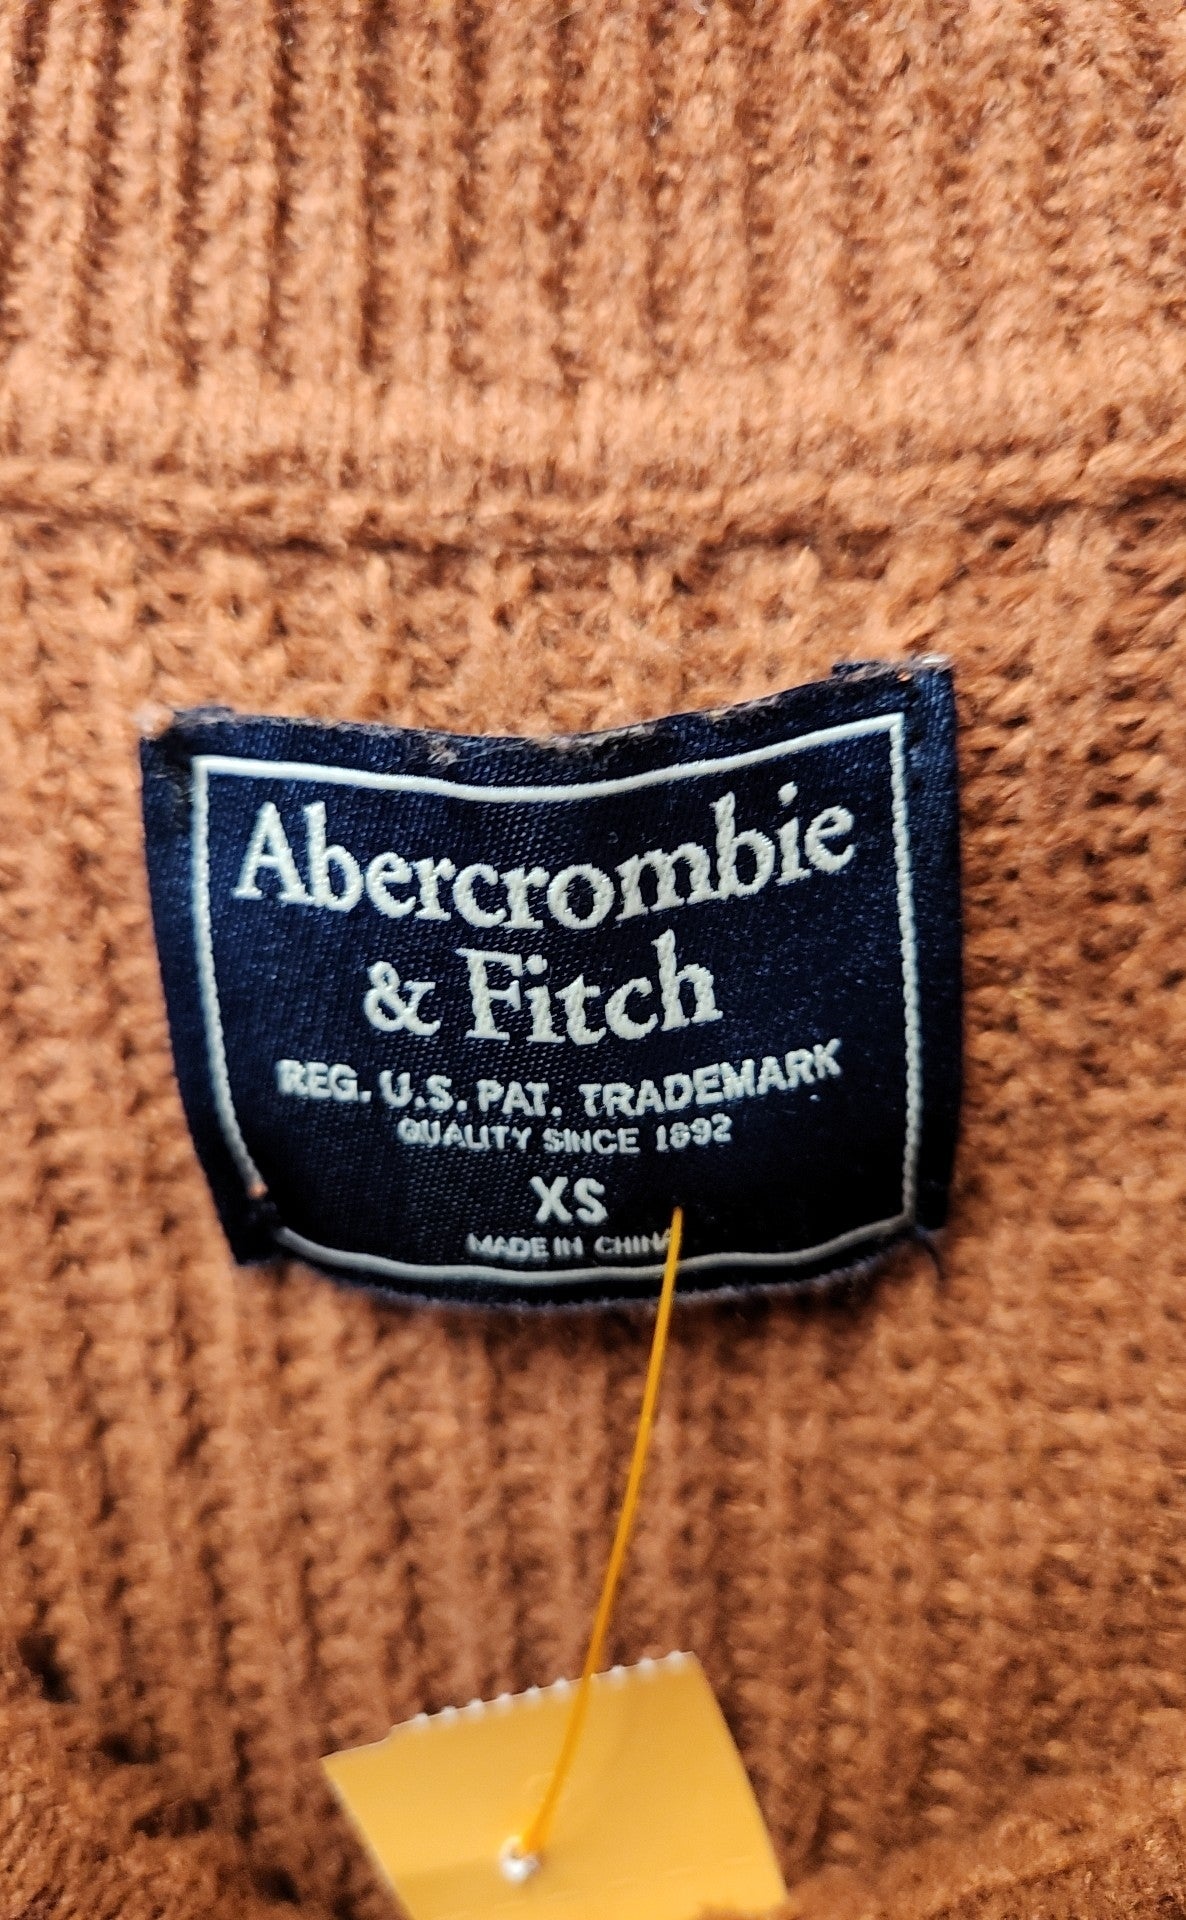 Abercrombie
& Fitch
REG. U.S. PAT. TRADEMARK
QUALITY SINCE 1892
XS
MADE IN CHINA